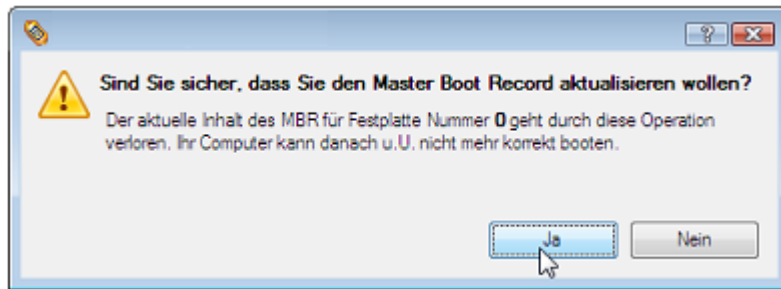 Sind Sie sicher, dass Sie den Master Boot Record aktualisieren wollen?
Der aktuelle Inhalt des MBR für Festplatte Nummer 0 geht durch diese Operation
verloren. Ihr Computer kann danach u.U. nicht mehr korrekt booten.
Ja Nein